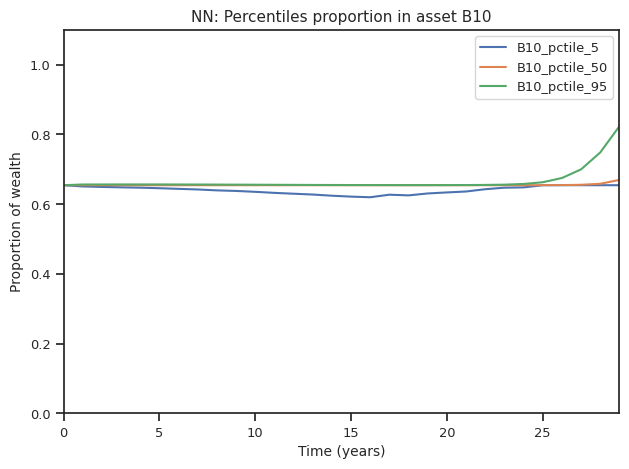 NN: Percentiles proportion in asset B10
B10_pctile_5
B10_pctile_50
B10_pctile_95
Proportion of wealth
1.0
0.8
0.6
0.4
0.2
0.0
0 5 10 15 20 25
Time (years)